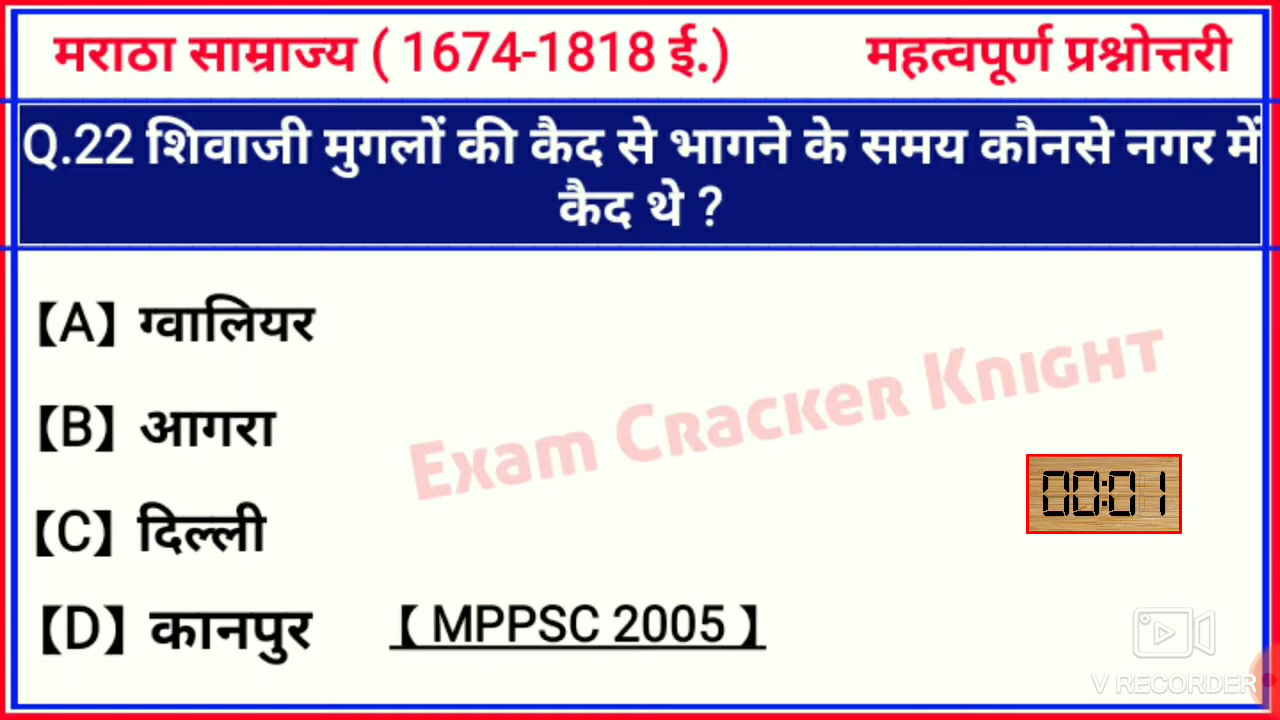 मराठा साम्राज्य ( 1674-1818 ई.) महत्वपूर्ण प्रश्नोत्तरी
Q.22 शिवाजी मुगलों की कैद से भागने के समय कौनसे नगर में
कैद थे ?
【A】 ग्वालियर
【B】 आगरा
Exam Cracker Knight
00:01
【C】 दिल्ली
【D】 कानपुर 【 MPPSC 2005 】
V RECORDER